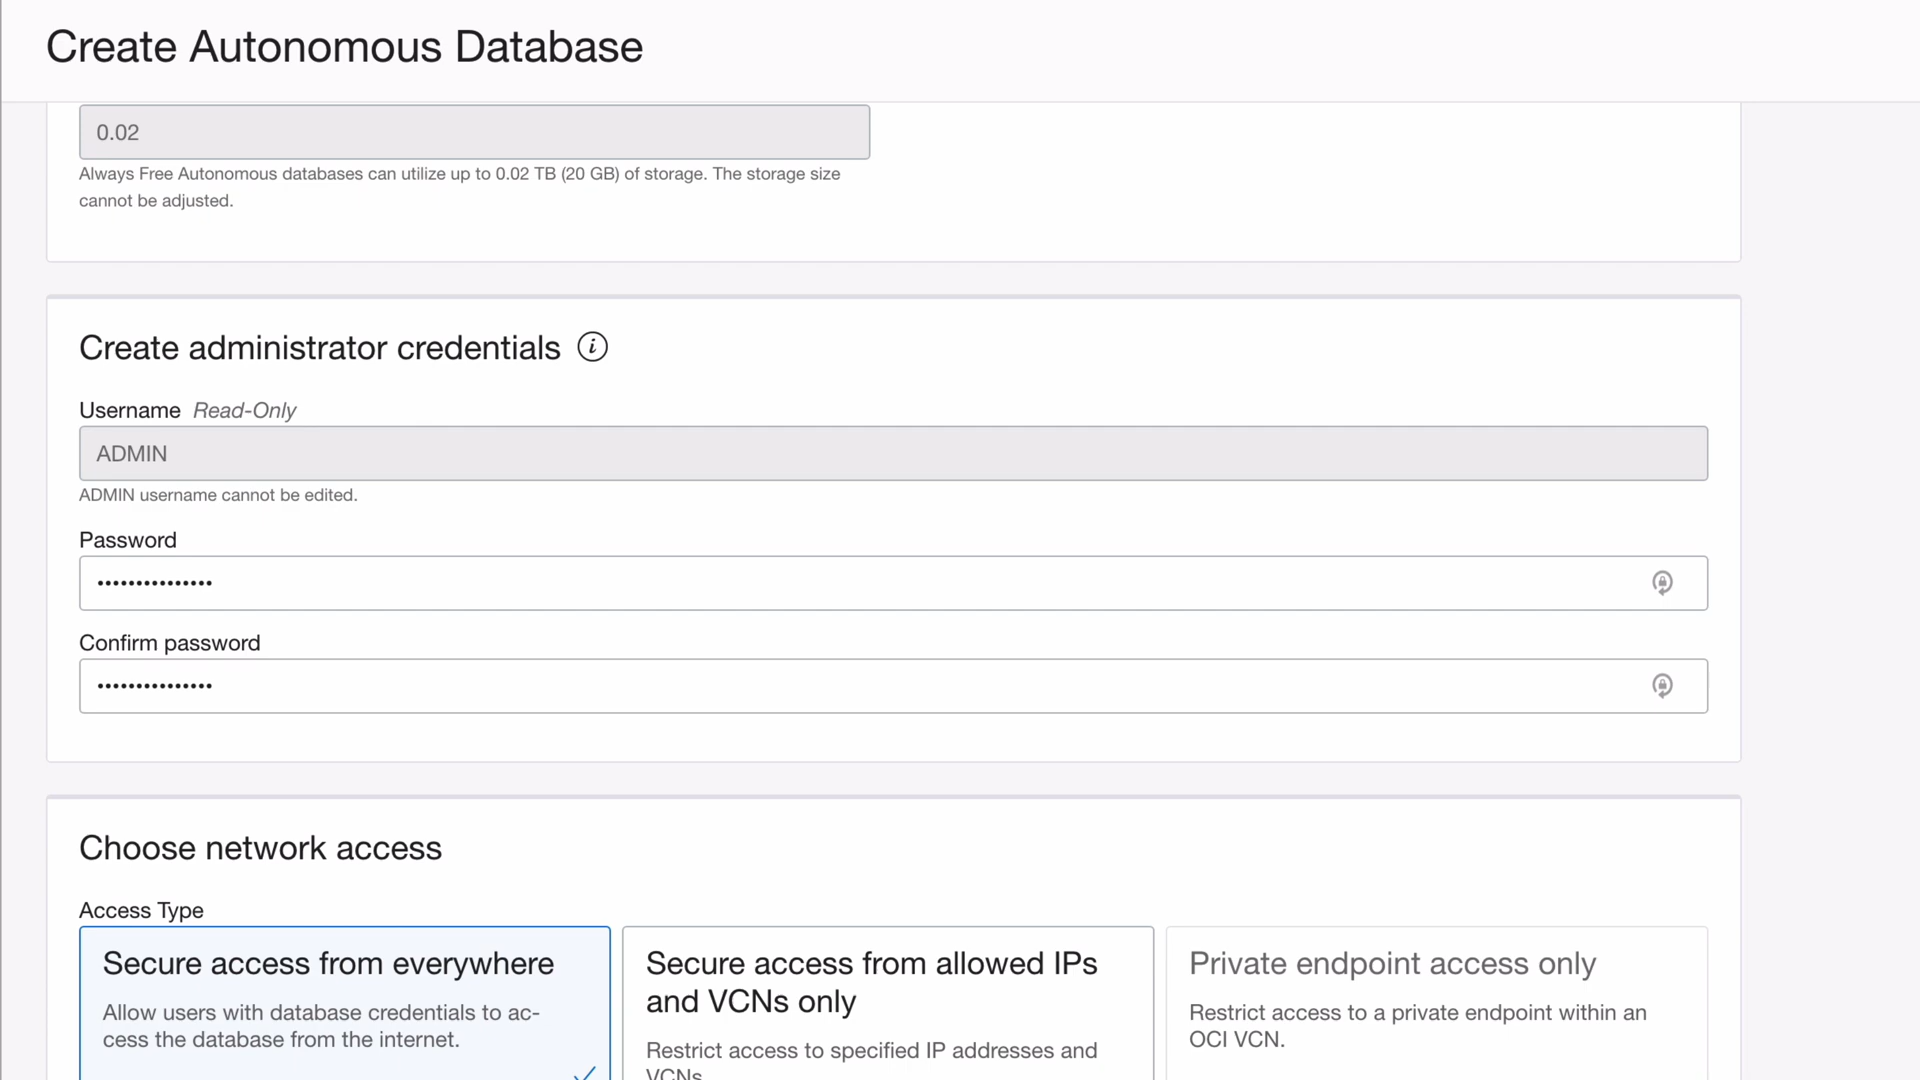 Create Autonomous Database
0.02
Always Free Autonomous databases can utilize up to 0.02 TB (20 GB) of storage. The storage size
cannot be adjusted.
Create administrator credentials
Username Read-Only
ADMIN
ADMIN username cannot be edited.
Password
•••••••••••••••
Confirm password
•••••••••••••••
Choose network access
Access Type
Secure access from everywhere
Allow users with database credentials to ac-
cess the database from the internet.
Secure access from allowed IPs
and VCNs only
Restrict access to specified IP addresses and
VCNs.
Private endpoint access only
Restrict access to a private endpoint within an
OCI VCN.